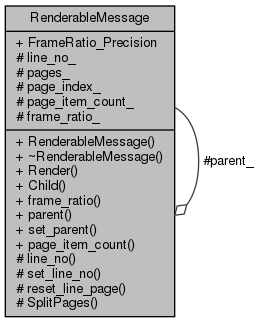 RenderableMessage
+ FrameRatio_Precision
# line_no_
# pages_
# page_index_
# page_item_count_
# frame_ratio_
+ RenderableMessage()
+ ~RenderableMessage()
+ Render()
+ Child()
+ frame_ratio()
+ parent()
+ set_parent()
+ page_item_count()
# line_no()
# set_line_no()
# reset_line_page()
# SplitPages()
#parent_